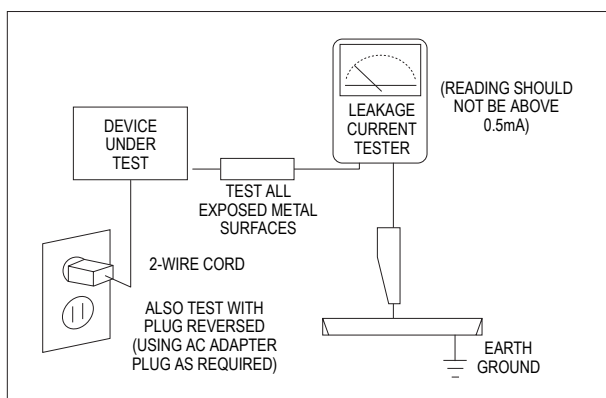 DEVICE
UNDER
TEST
LEAKAGE
CURRENT
TESTER
(READING SHOULD
NOT BE ABOVE
0.5mA)
TEST ALL
EXPOSED METAL
SURFACES
2-WIRE CORD
ALSO TEST WITH
PLUG REVERSED
(USING AC ADAPTER
PLUG AS REQUIRED)
EARTH
GROUND